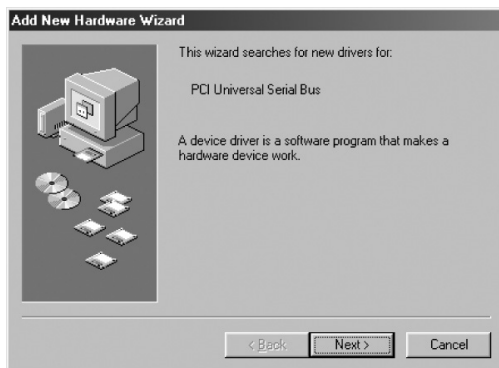 Add New Hardware Wizard
This wizard searches for new drivers for:
PCI Universal Serial Bus
A device driver is a software program that makes a
hardware device work.
< Back
Next >
Cancel